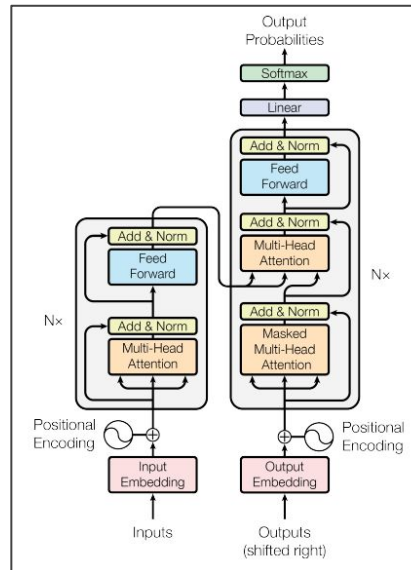 Output
Probabilities
Softmax
Linear
Add & Norm
Feed
Forward
Add & Norm
Multi-Head
Attention
Add & Norm
Masked
Multi-Head
Attention
Nx
Positional
Encoding
Output
Embedding
Outputs
(shifted right)
Add & Norm
Feed
Forward
Add & Norm
Multi-Head
Attention
Nx
Positional
Encoding
Input
Embedding
Inputs